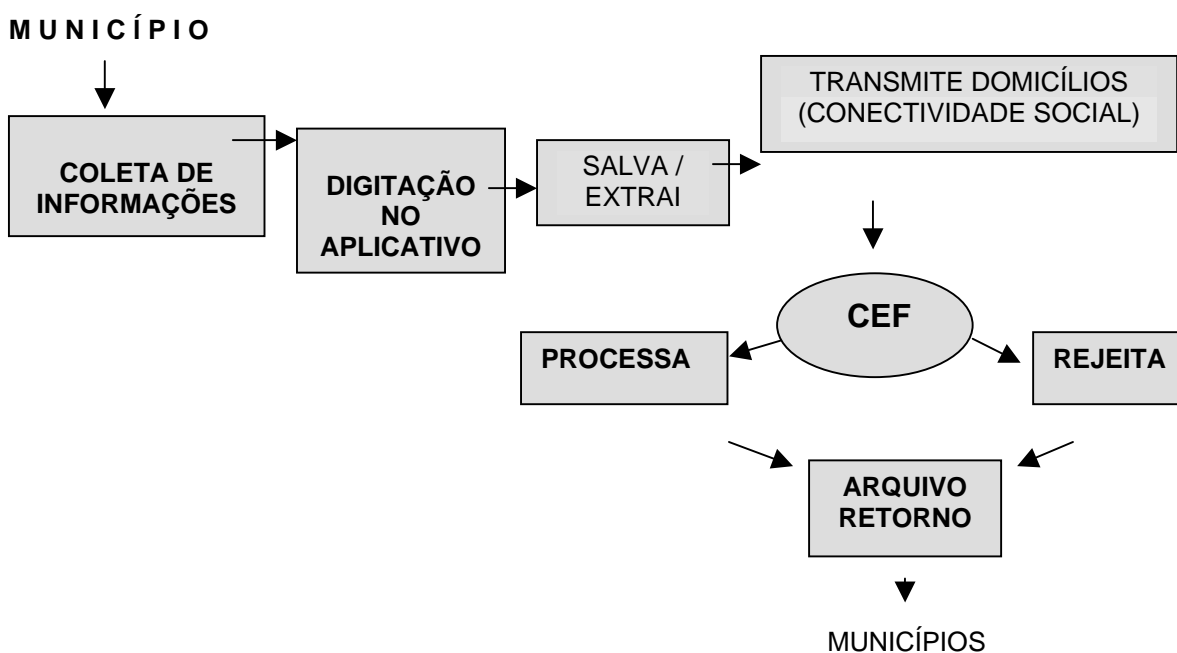 M U N I C Í P I O
COLETA DE
INFORMAÇÕES
DIGITAÇÃO
NO
APLICATIVO
SALVA /
EXTRAI
TRANSMITE DOMICÍLIOS
(CONECTIVIDADE SOCIAL)
CEF
PROCESSA
REJEITA
ARQUIVO
RETORNO
MUNICÍPIOS